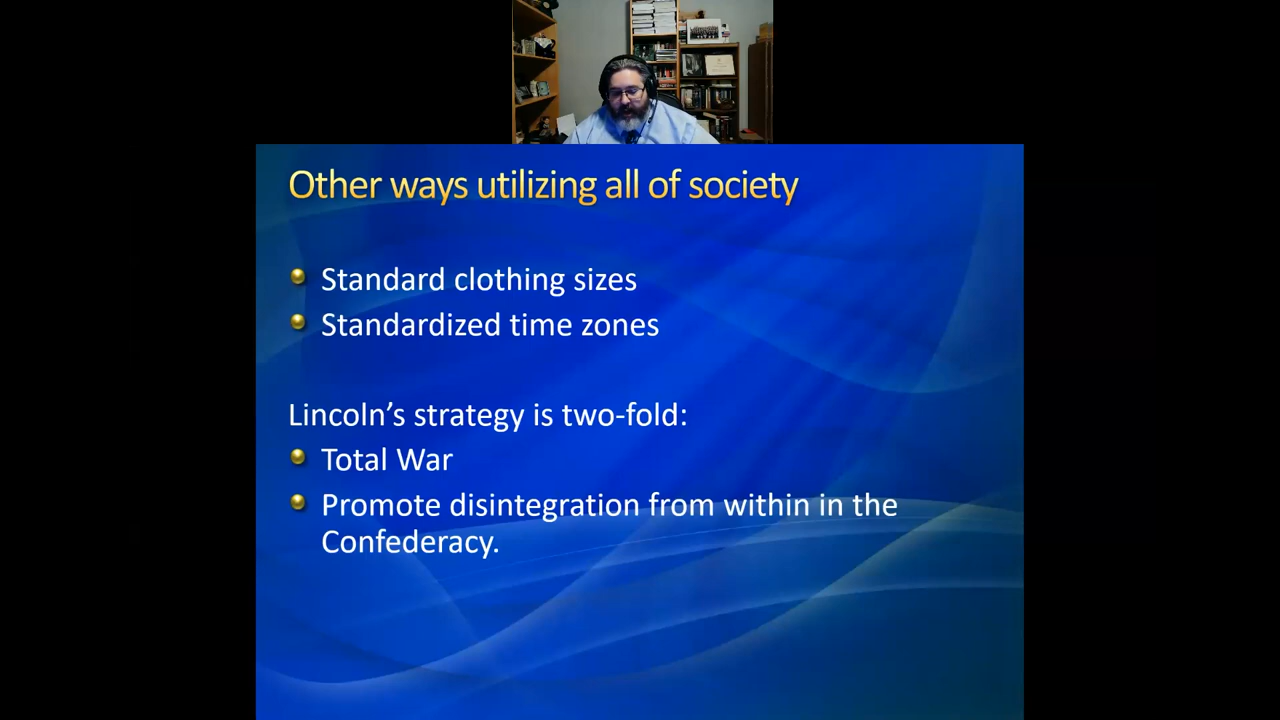 Other ways utilizing all of society
Standard clothing sizes
Standardized time zones
Lincoln’s strategy is two-fold:
Total War
Promote disintegration from within in the
Confederacy.